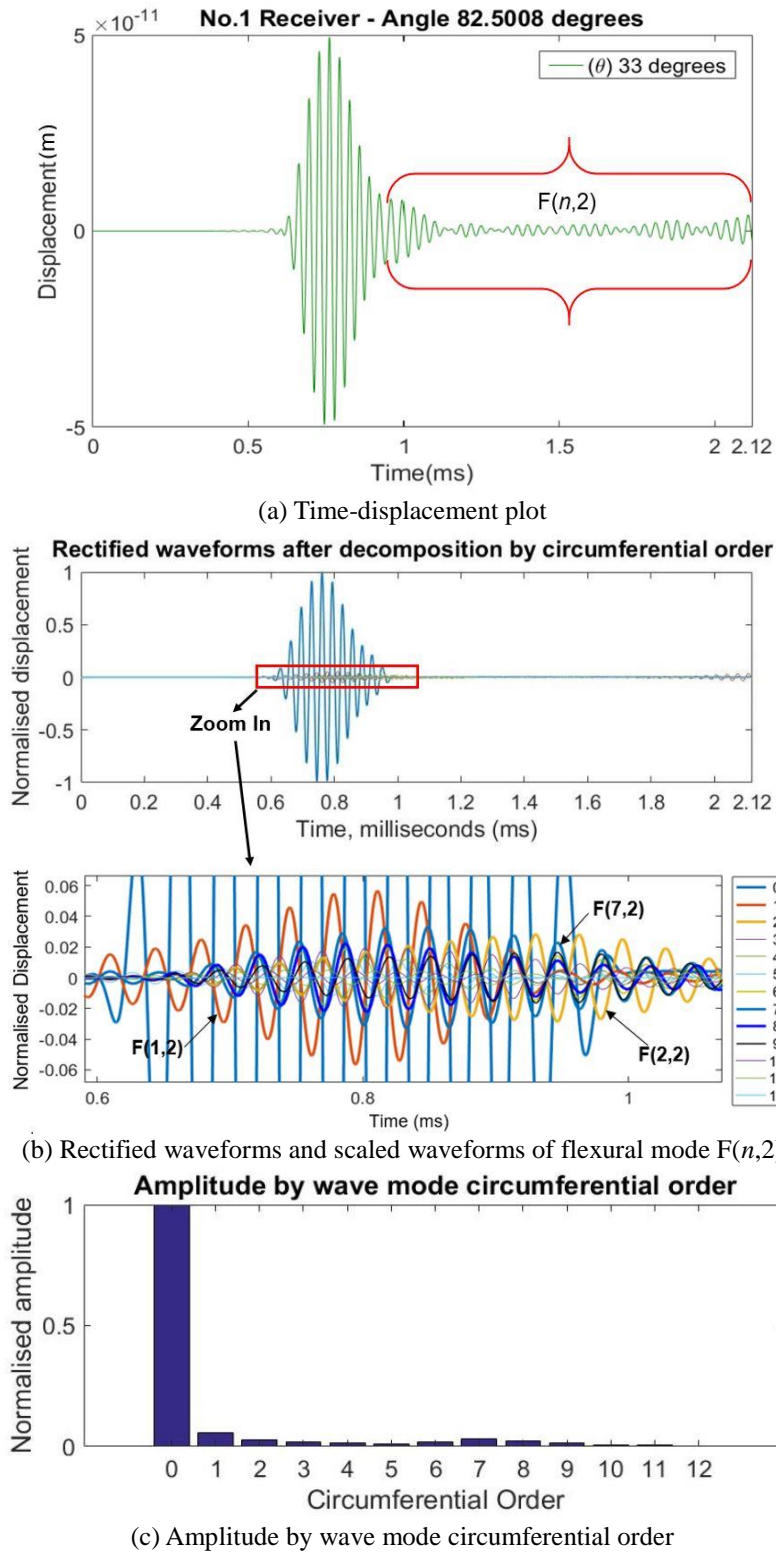 No.1 Receiver - Angle 82.5008 degrees
×10-11
(θ) 33 degrees
F(n,2)
5
0
-5
Displacement(m)
0 0.5 1 1.5 2 2.12
Time(ms)
(a) Time-displacement plot
Rectified waveforms after decomposition by circumferential order
1
0.5
0
-0.5
-1
Normalised displacement
Zoom In
0 0.2 0.4 0.6 0.8 1 1.2 1.4 1.6 1.8 2 2.12
Time, milliseconds (ms)
0.06
0.04
0.02
0
-0.02
-0.04
-0.06
Normalised Displacement
F(7,2)
F(1,2)
F(2,2)
0.6 0.8 1
Time (ms)
(b) Rectified waveforms and scaled waveforms of flexural mode F(n,2)
Amplitude by wave mode circumferential order
1
0.5
0
Normalised amplitude
0 1 2 3 4 5 6 7 8 9 10 11 12
Circumferential Order
(c) Amplitude by wave mode circumferential order